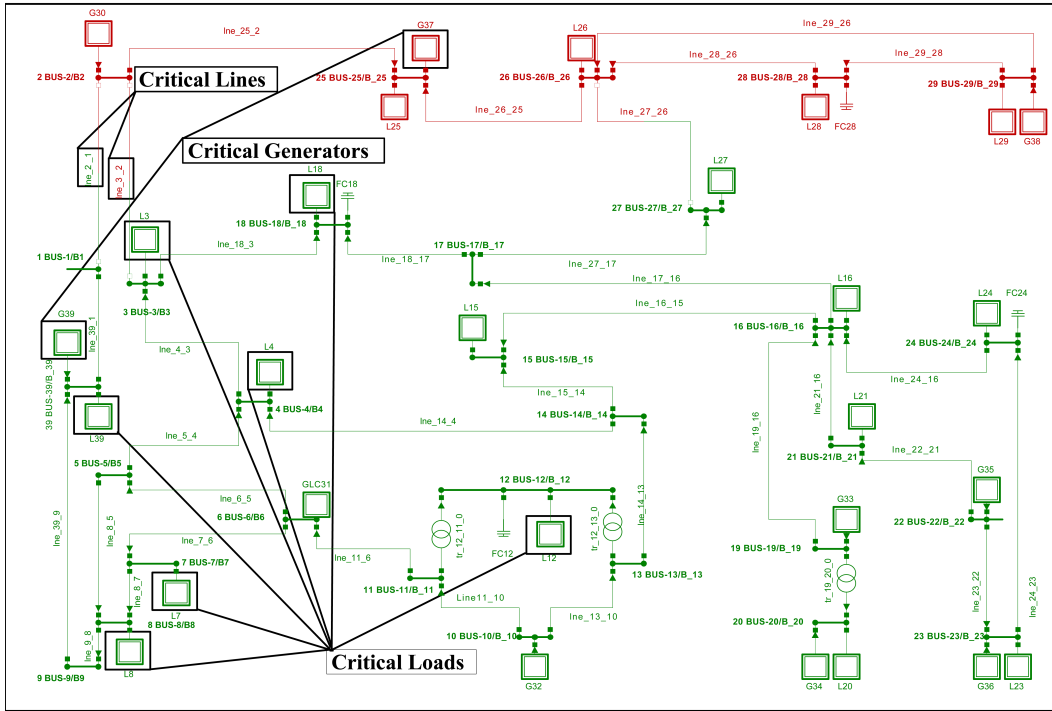 G30
lne_25_2
G37
L26
lne_29_26
lne_28_26
lne_29_28
2 BUS-2/B2
Critical Lines
25 BUS-25/B_25
26 BUS-26/B_26
28 BUS-28/B_28
29 BUS-29/B_29
L25
lne_26_25
lne_27_26
L28
FC28
L29
G38
lne_2_1
lne_3_2
Critical Generators
L18
FC18
L27
L3
18 BUS-18/B_18
27 BUS-27/B_27
lne_18_3
17 BUS-17/B_17
1 BUS-1/B1
lne_18_17
lne_27_17
lne_17_16
3 BUS-3/B3
L16
L24
FC24
G39
lne_39_1
L15
lne_16_15
16 BUS-16/B_16
24 BUS-24/B_24
lne_4_3
L4
15 BUS-15/B_15
39 BUS-39/B_39
lne_15_14
lne_24_16
4 BUS-4/B4
14 BUS-14/B_14
L21
lne_21_16
lne_19_16
L39
lne_5_4
lne_14_4
21 BUS-21/B_21
lne_22_21
5 BUS-5/B5
GLC31
12 BUS-12/B_12
G35
lne_6_5
lne_14_13
6 BUS-6/B6
G33
22 BUS-22/B_22
lne_39_9
lne_8_5
lne_7_6
lne_11_6
tr_12_11_0
FC12
L12
tr_12_13_0
19 BUS-19/B_19
7 BUS-7/B7
11 BUS-11/B_11
13 BUS-13/B_13
tr_19_20_0
lne_23_22
lne_24_23
lne_8_7
L7
Line11_10
lne_13_10
8 BUS-8/B8
20 BUS-20/B_20
lne_9_8
10 BUS-10/B_10
23 BUS-23/B_23
9 BUS-9/B9
L8
Critical Loads
G32
G34
L20
G36
L23